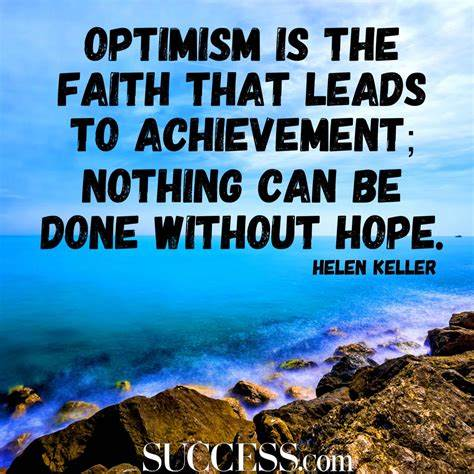 OPTIMISM IS THE
FAITH THAT LEADS
TO ACHIEVEMENT;
NOTHING CAN BE
DONE WITHOUT HOPE.
HELEN KELLER
SUCCESS.com